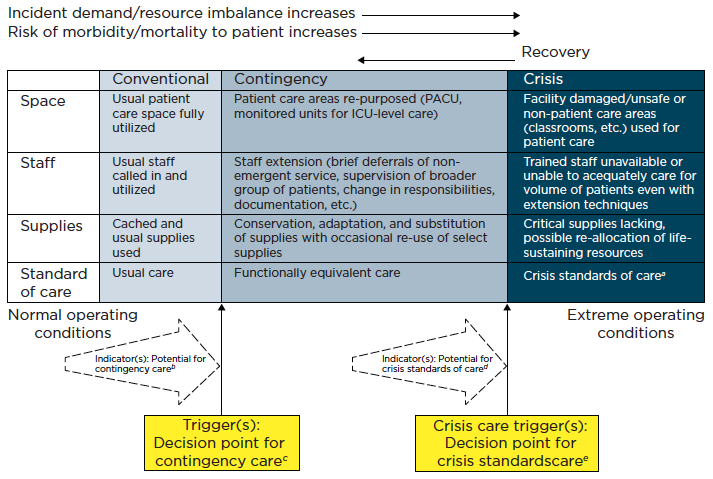 Incident demand/resource imbalance increases
Risk of morbidity/mortality to patient increases
Recovery
Conventional
Contingency
Crisis
Space
Usual patient
care space fully
utilized
Patient care areas re-purposed (PACU,
monitored units for ICU-level care)
Facility damaged/unsafe or
non-patient care areas
(classrooms, etc.) used for
patient care
Staff
Usual staff
called in and
utilized
Staff extension (brief deferrals of non-
emergent service, supervision of broader
group of patients, change in responsibilities,
documentation, etc.)
Trained staff unavailable or
unable to acequately care for
volume of patients even with
extension techniques
Supplies
Cached and
usual supplies
used
Conservation, adaptation, and substitution
of supplies with occasional re-use of select
supplies
Critical supplies lacking,
possible re-allocation of life-
sustaining resources
Standard
of care
Usual care
Functionally equivalent care
Crisis standards of careᵃ
Normal operating
conditions
Extreme operating
conditions
Indicator(s): Potential for
contingency careᵇ
Indicator(s): Potential for
crisis standards of careᵈ
Trigger(s):
Decision point for
contingency careᶜ
Crisis care trigger(s):
Decision point for
crisis standardscareᵉ